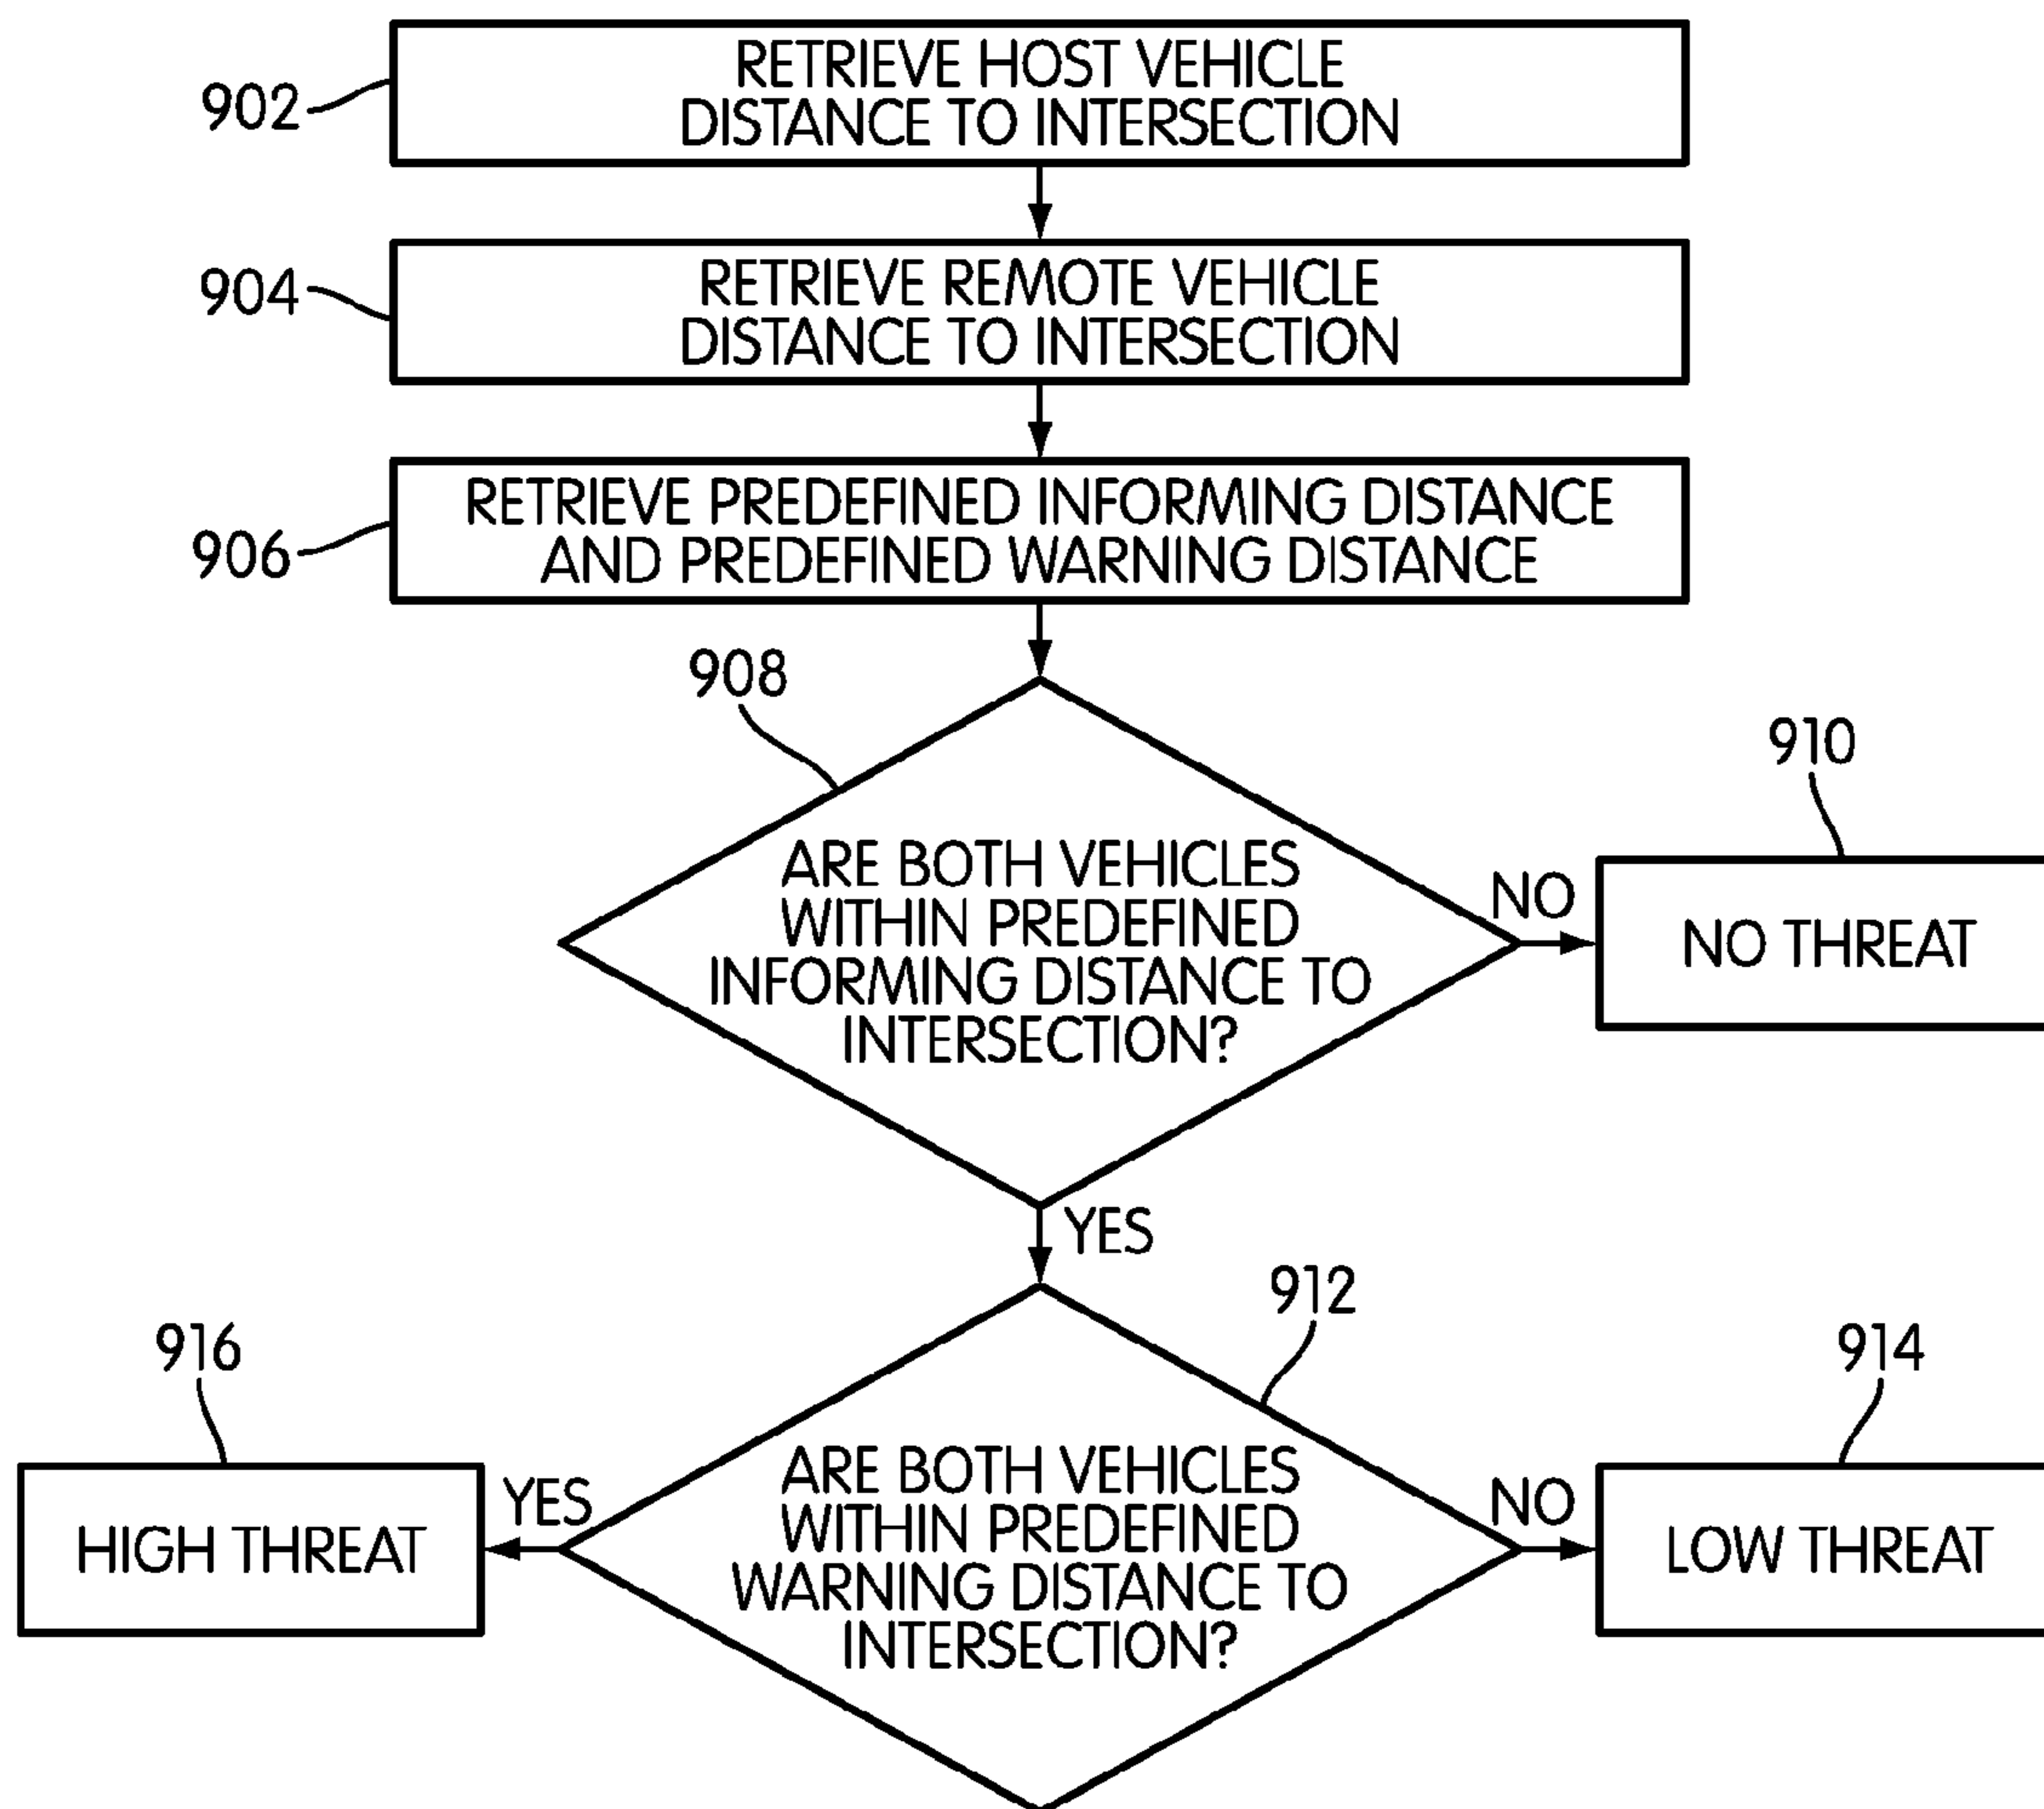 902
RETRIEVE HOST VEHICLE
DISTANCE TO INTERSECTION
904
RETRIEVE REMOTE VEHICLE
DISTANCE TO INTERSECTION
906
RETRIEVE PREDEFINED INFORMING DISTANCE
AND PREDEFINED WARNING DISTANCE
908
ARE BOTH VEHICLES
WITHIN PREDEFINED
INFORMING DISTANCE TO
INTERSECTION?
NO
910
NO THREAT
YES
912
ARE BOTH VEHICLES
WITHIN PREDEFINED
WARNING DISTANCE TO
INTERSECTION?
NO
914
LOW THREAT
YES
916
HIGH THREAT